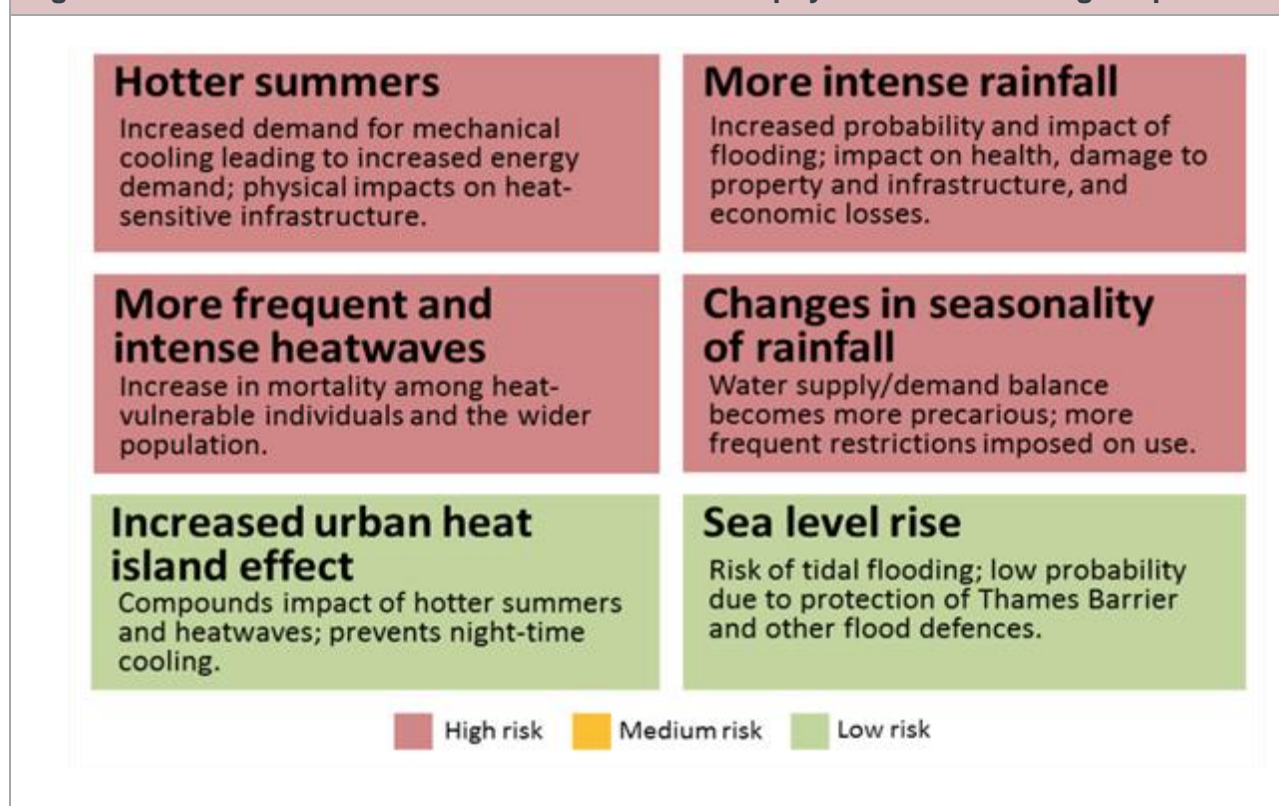 Hotter summers
Increased demand for mechanical
cooling leading to increased energy
demand; physical impacts on heat-
sensitive infrastructure.
More intense rainfall
Increased probability and impact of
flooding; impact on health, damage to
property and infrastructure, and
economic losses.
More frequent and
intense heatwaves
Increase in mortality among heat-
vulnerable individuals and the wider
population.
Changes in seasonality
of rainfall
Water supply/demand balance
becomes more precarious; more
frequent restrictions imposed on use.
Increased urban heat
island effect
Compounds impact of hotter summers
and heatwaves; prevents night-time
cooling.
Sea level rise
Risk of tidal flooding; low probability
due to protection of Thames Barrier
and other flood defences.
High risk Medium risk Low risk